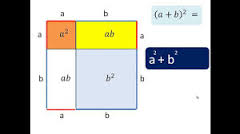 a b
(a + b)² =
a a² ab a
a² + b²
b ab b² b
a b